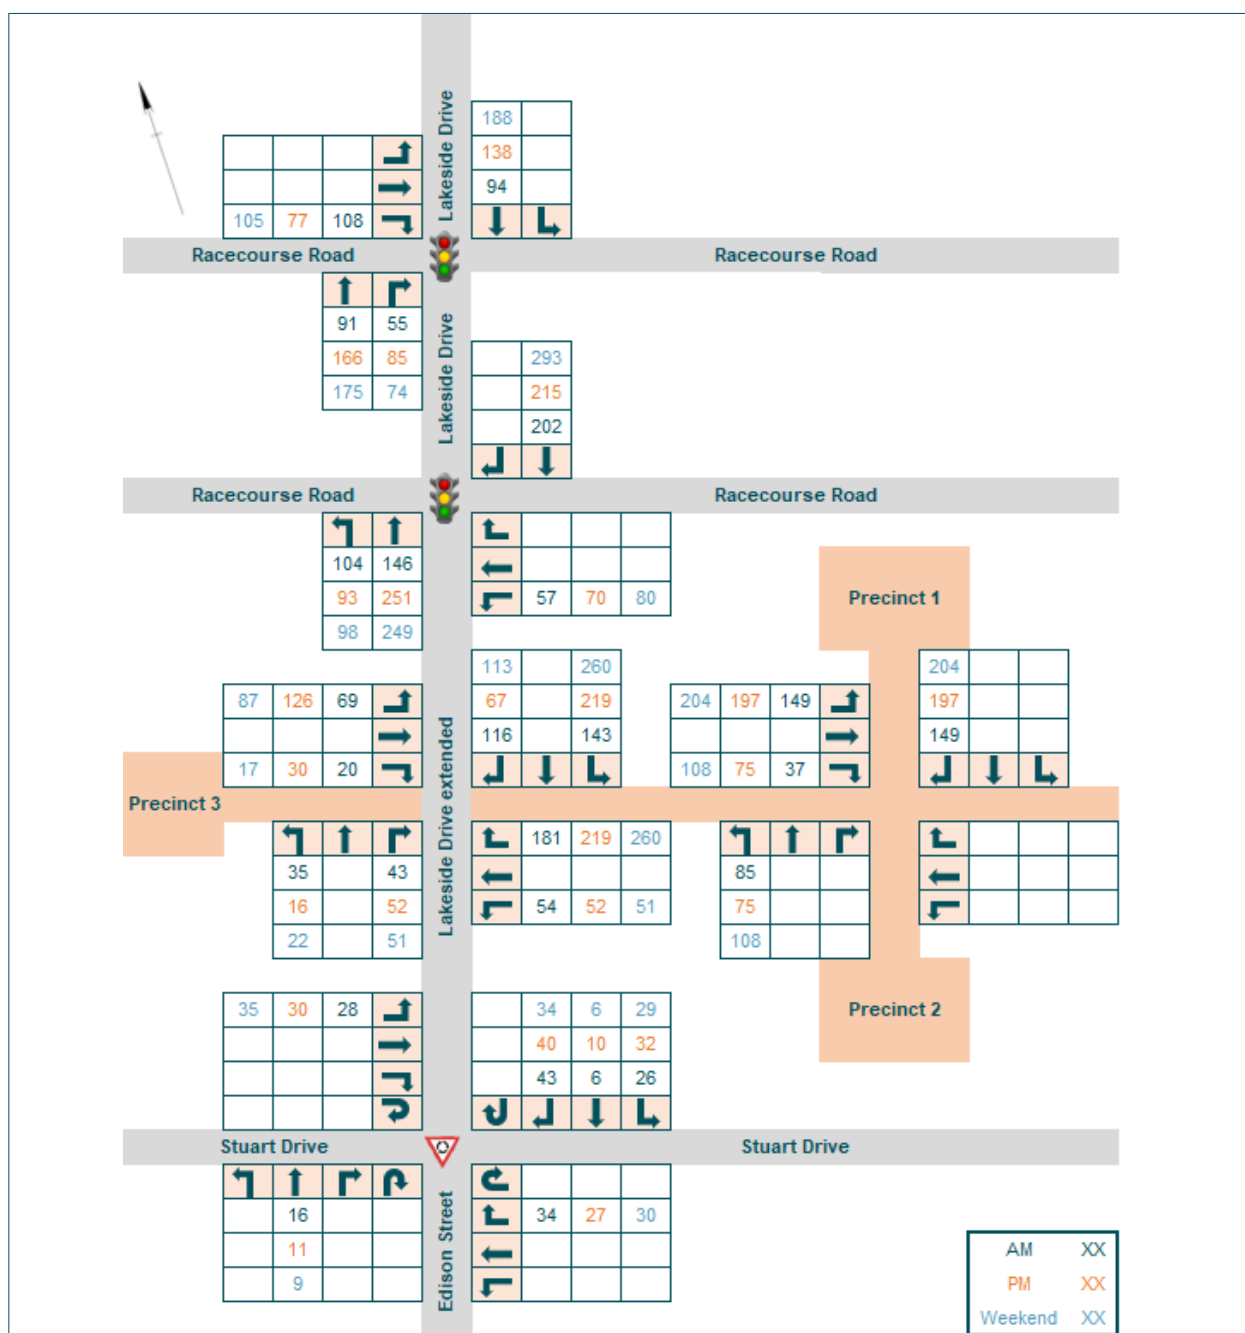 Lakeside Drive
188
138
94
105 77 108
Racecourse Road
Racecourse Road
91 55
166 85
175 74
Lakeside Drive
293
215
202
Racecourse Road
Racecourse Road
104 146
93 251
98 249
57 70 80
Precinct 1
113 260
67 219
116 143
87 126 69
17 30 20
204 197 149
108 75 37
204
197
149
Precinct 3
Lakeside Drive extended
35 43
16 52
22 51
181 219 260
54 52 51
85
75
108
Precinct 2
35 30 28
34 6 29
40 10 32
43 6 26
Stuart Drive
Stuart Drive
16
11
9
Edison Street
34 27 30
AM XX
PM XX
Weekend XX